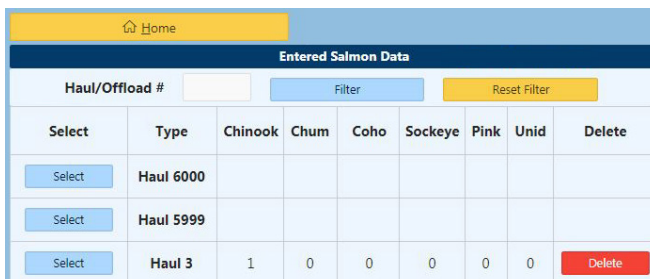 Home
Entered Salmon Data
Haul/Offload # Filter Reset Filter
Select Type Chinook Chum Coho Sockeye Pink Unid Delete
Select Haul 6000
Select Haul 5999
Select Haul 3 1 0 0 0 0 0 Delete